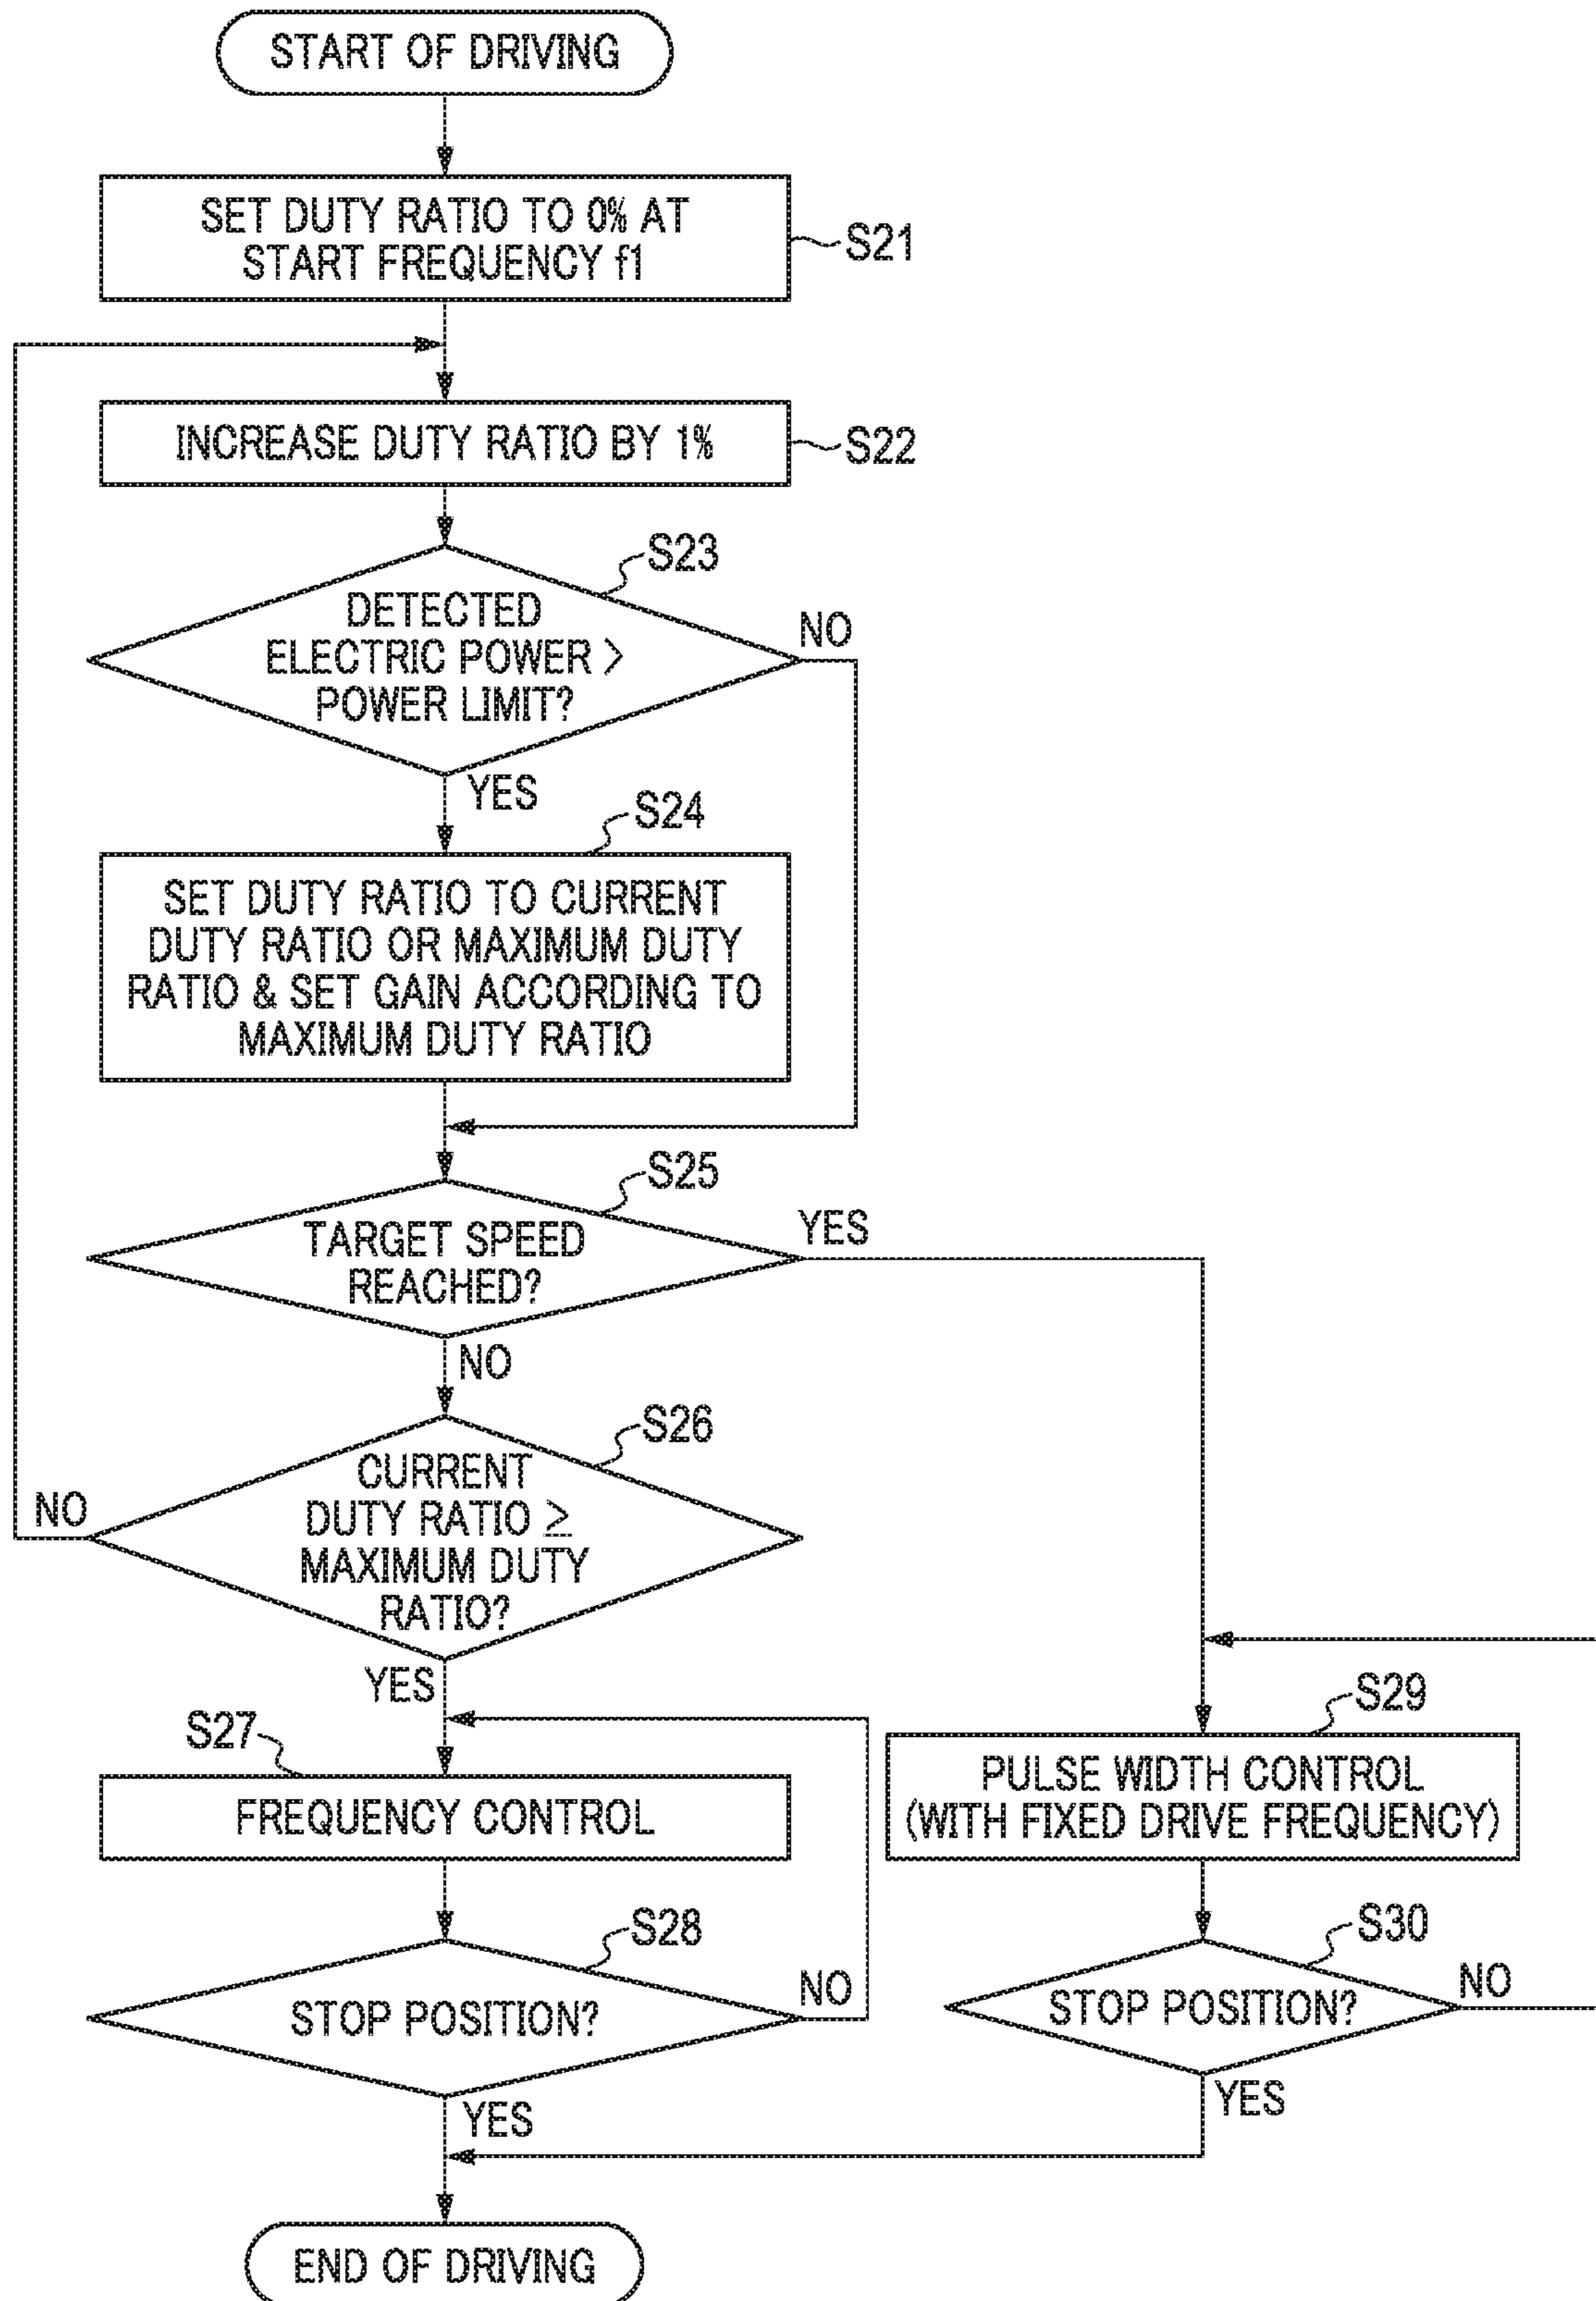 START OF DRIVING
SET DUTY RATIO TO 0% AT
START FREQUENCY f1
S21
INCREASE DUTY RATIO BY 1%
S22
S23
DETECTED
ELECTRIC POWER >
POWER LIMIT?
NO
YES
S24
SET DUTY RATIO TO CURRENT
DUTY RATIO OR MAXIMUM DUTY
RATIO & SET GAIN ACCORDING TO
MAXIMUM DUTY RATIO
S25
TARGET SPEED
REACHED?
YES
NO
S26
CURRENT
DUTY RATIO ≥
MAXIMUM DUTY
RATIO?
NO
YES
S27
FREQUENCY CONTROL
S28
STOP POSITION?
NO
YES
S29
PULSE WIDTH CONTROL
(WITH FIXED DRIVE FREQUENCY)
S30
STOP POSITION?
NO
YES
END OF DRIVING